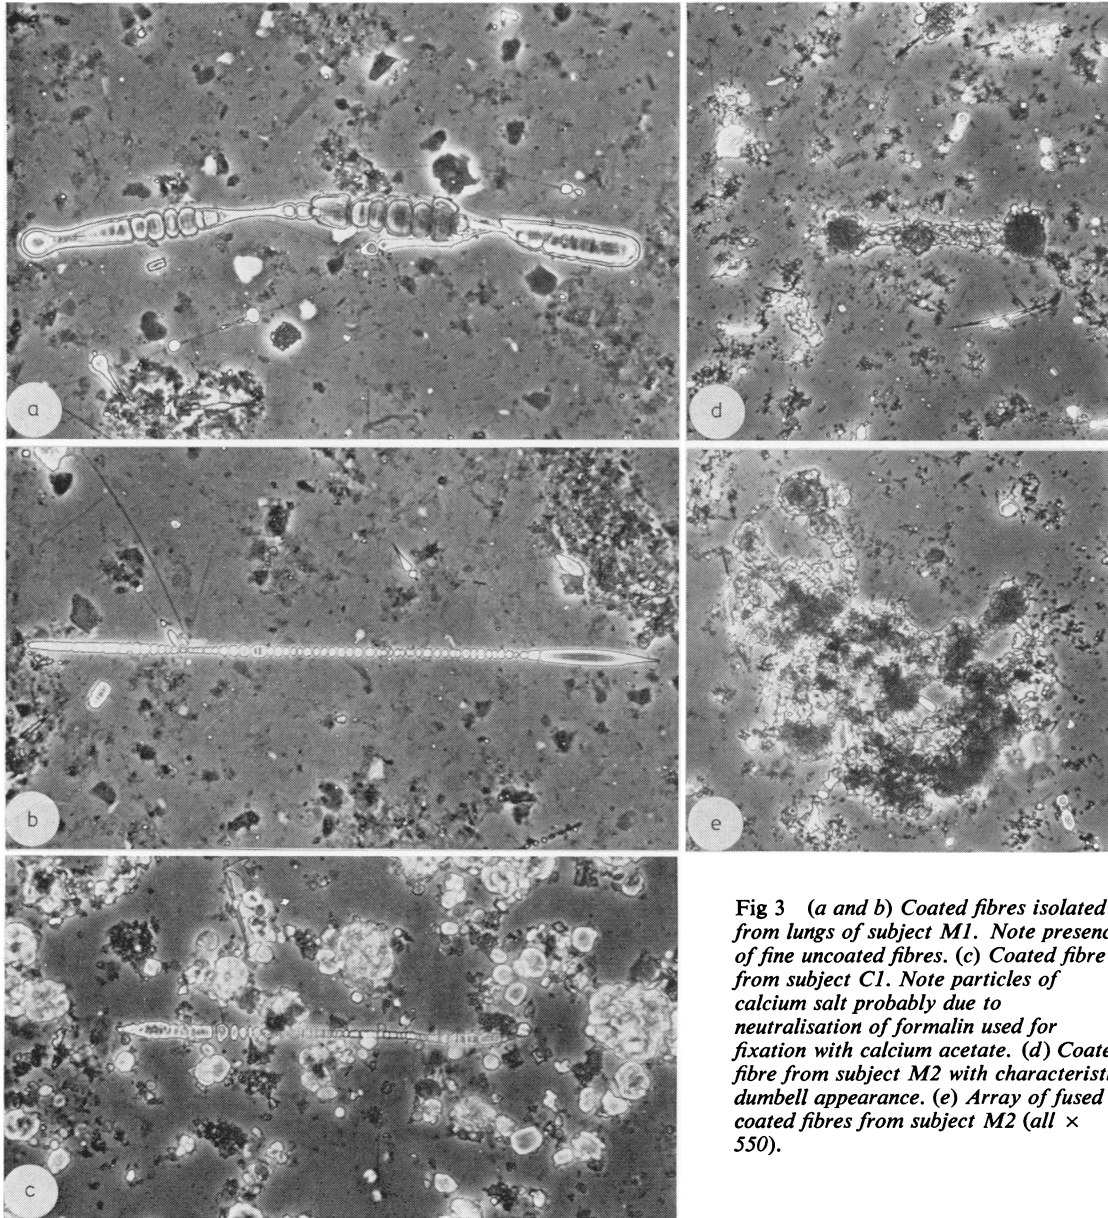 a
d
b
e
c
Fig 3 (a and b) Coated fibres isolated
from lungs of subject M1. Note presenc
of fine uncoated fibres. (c) Coated fibre
from subject C1. Note particles of
calcium salt probably due to
neutralisation of formalin used for
fixation with calcium acetate. (d) Coate
fibre from subject M2 with characterist
dumbell appearance. (e) Array of fused
coated fibres from subject M2 (all ×
550).